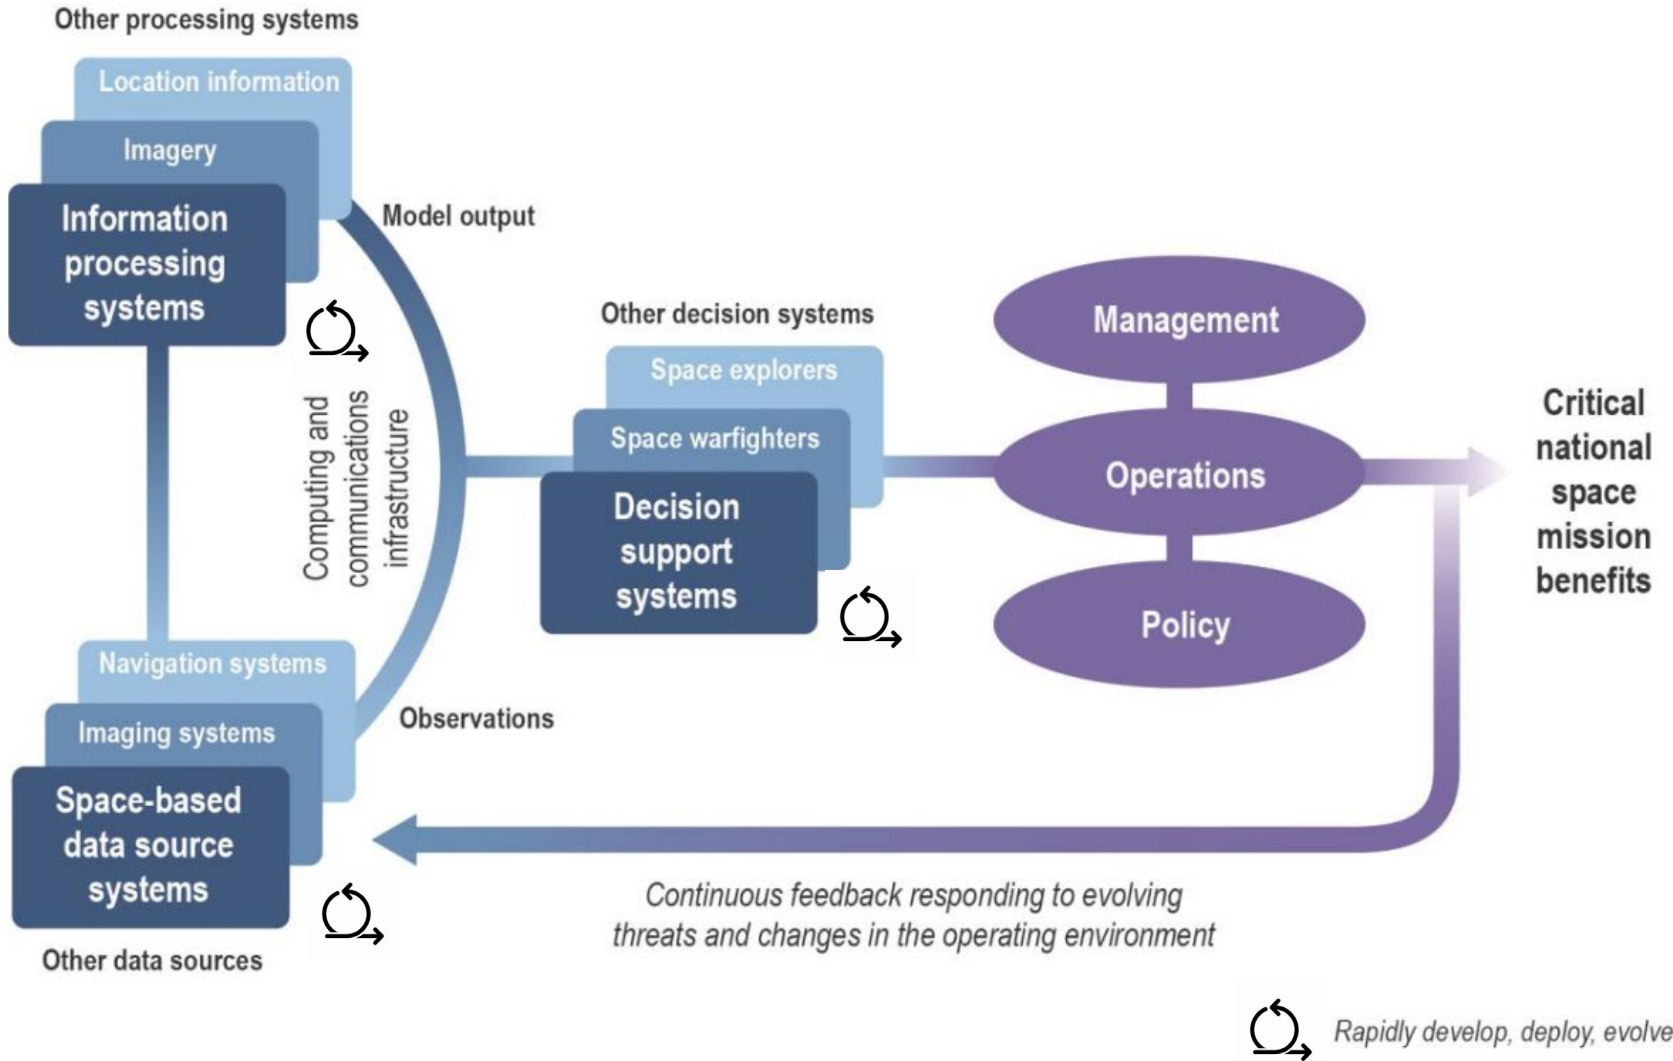 Other processing systems
Location information
Imagery
Information
processing
systems
Model output
Computing and
communications
infrastructure
Navigation systems
Imaging systems
Space-based
data source
systems
Other data sources
Observations
Other decision systems
Space explorers
Space warfighters
Decision
support
systems
Management
Operations
Policy
Critical
national
space
mission
benefits
Continuous feedback responding to evolving
threats and changes in the operating environment
Rapidly develop, deploy, evolve